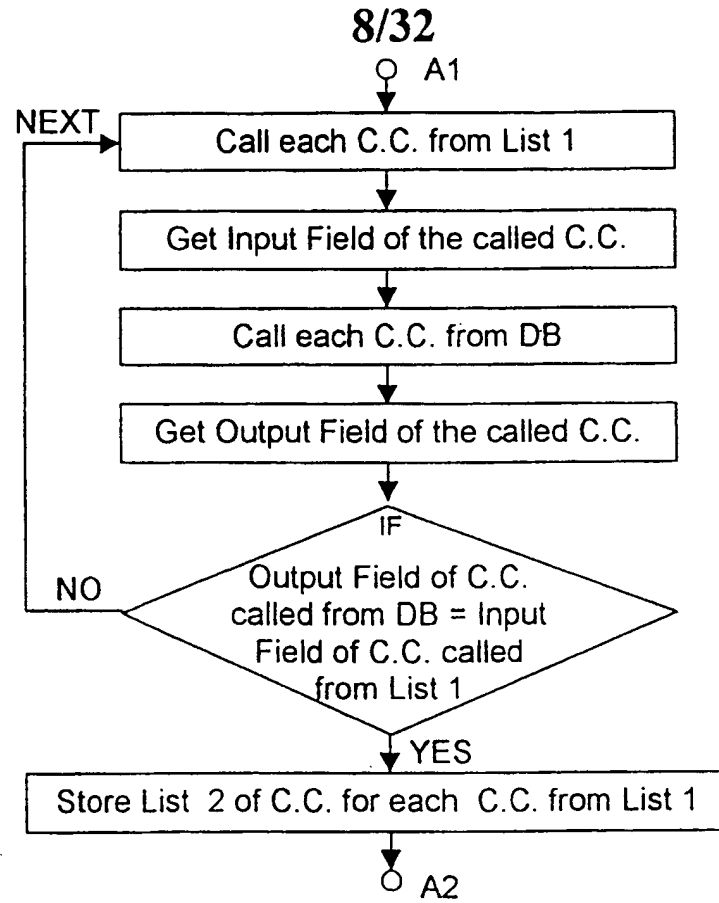 8/32
A1
NEXT
Call each C.C. from List 1
Get Input Field of the called C.C.
Call each C.C. from DB
Get Output Field of the called C.C.
IF
Output Field of C.C.
called from DB = Input
Field of C.C. called
from List 1
NO
YES
Store List 2 of C.C. for each C.C. from List 1
A2